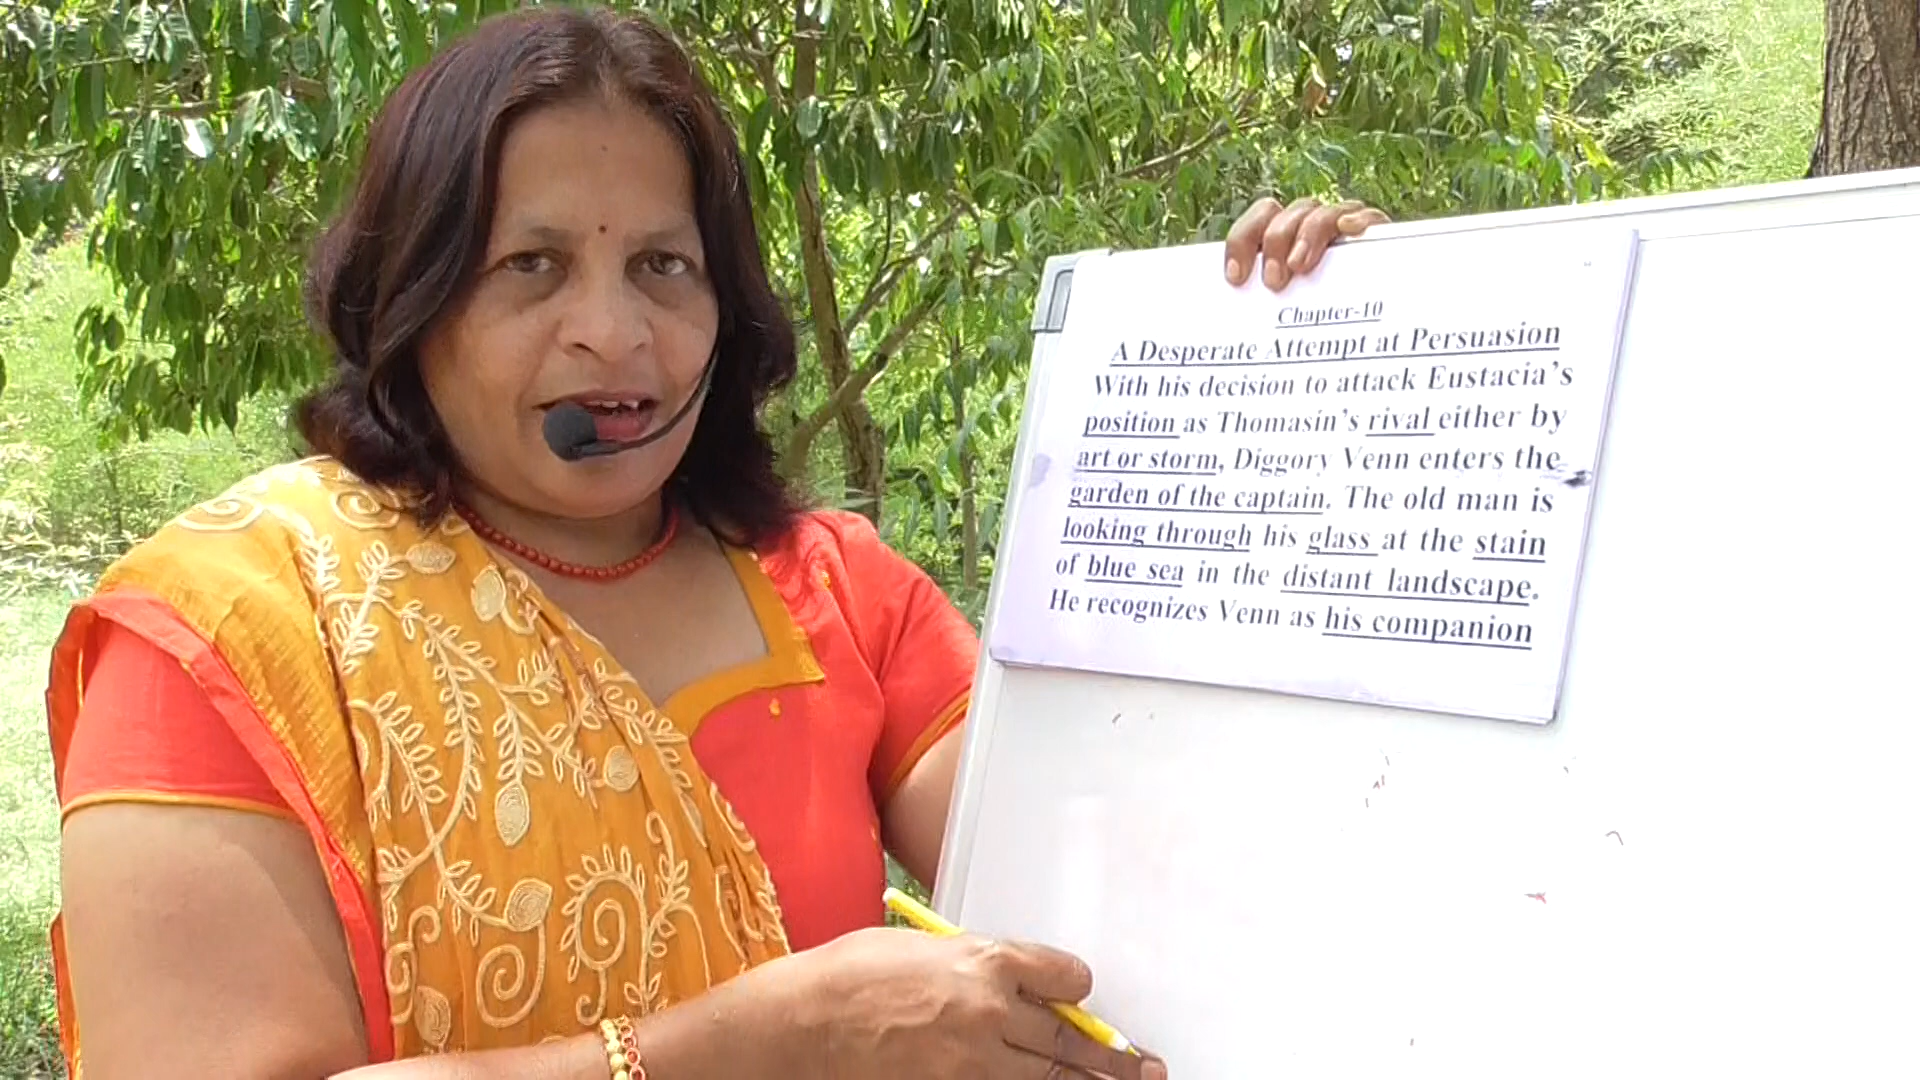 Chapter-10
A Desperate Attempt at Persuasion
With his decision to attack Eustacia's
position as Thomasin's rival either by
art or storm, Diggory Venn enters the
garden of the captain. The old man is
looking through his glass at the stain
of blue sea in the distant landscape.
He recognizes Venn as his companion